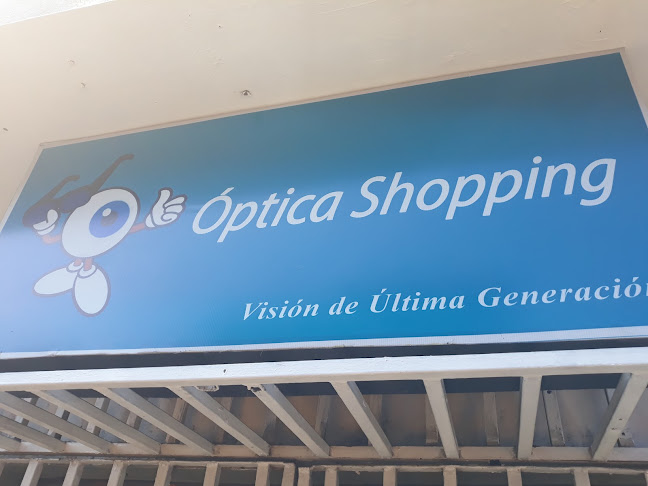 Óptica Shopping
Visión de Última Generación